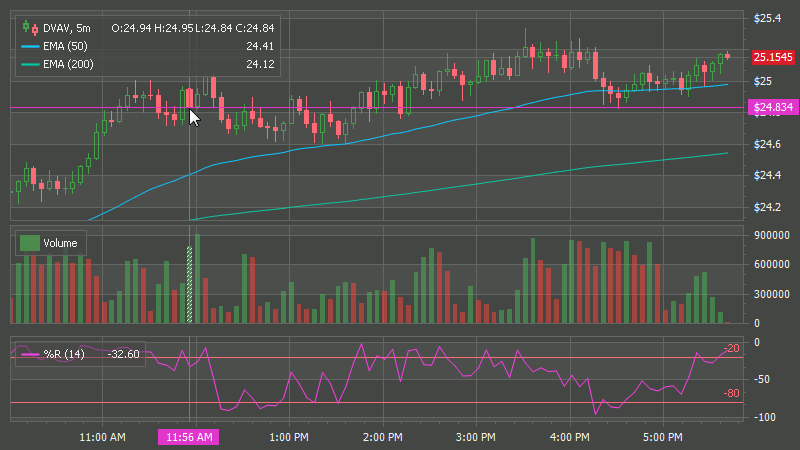 DVAV, 5m O:24.94 H:24.95 L:24.84 C:24.84
EMA (50) 24.41
EMA (200) 24.12
$25.4
25.1545
$25
$24.834
$24.6
$24.4
$24.2
Volume
900000
600000
300000
0
%R (14) -32.60
0
-20
-50
-80
-100
11:00 AM 11:56 AM 1:00 PM 2:00 PM 3:00 PM 4:00 PM 5:00 PM